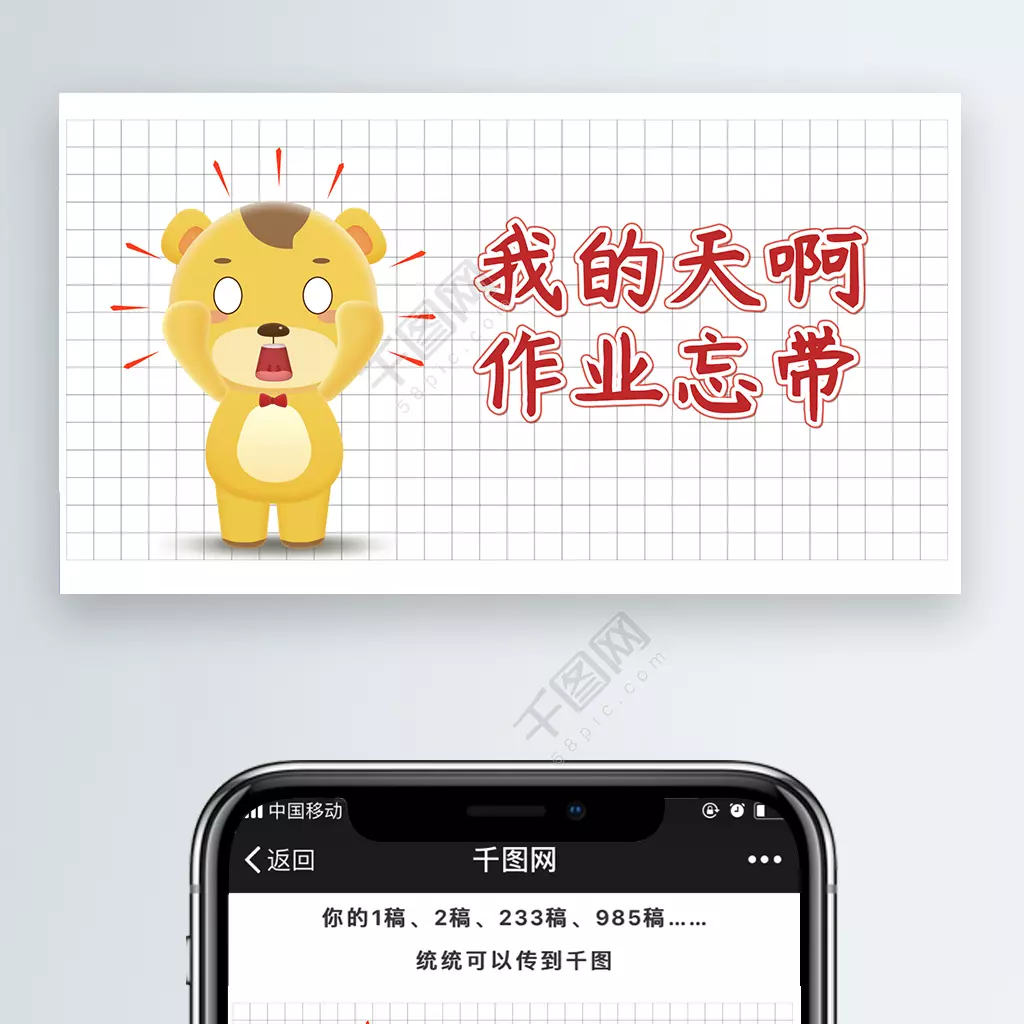 我的天啊
作业忘带
千图网
58pic.com
千图网
58pic.com
中国移动
返回
千图网
你的1稿、2稿、233稿、985稿……
统统可以传到千图